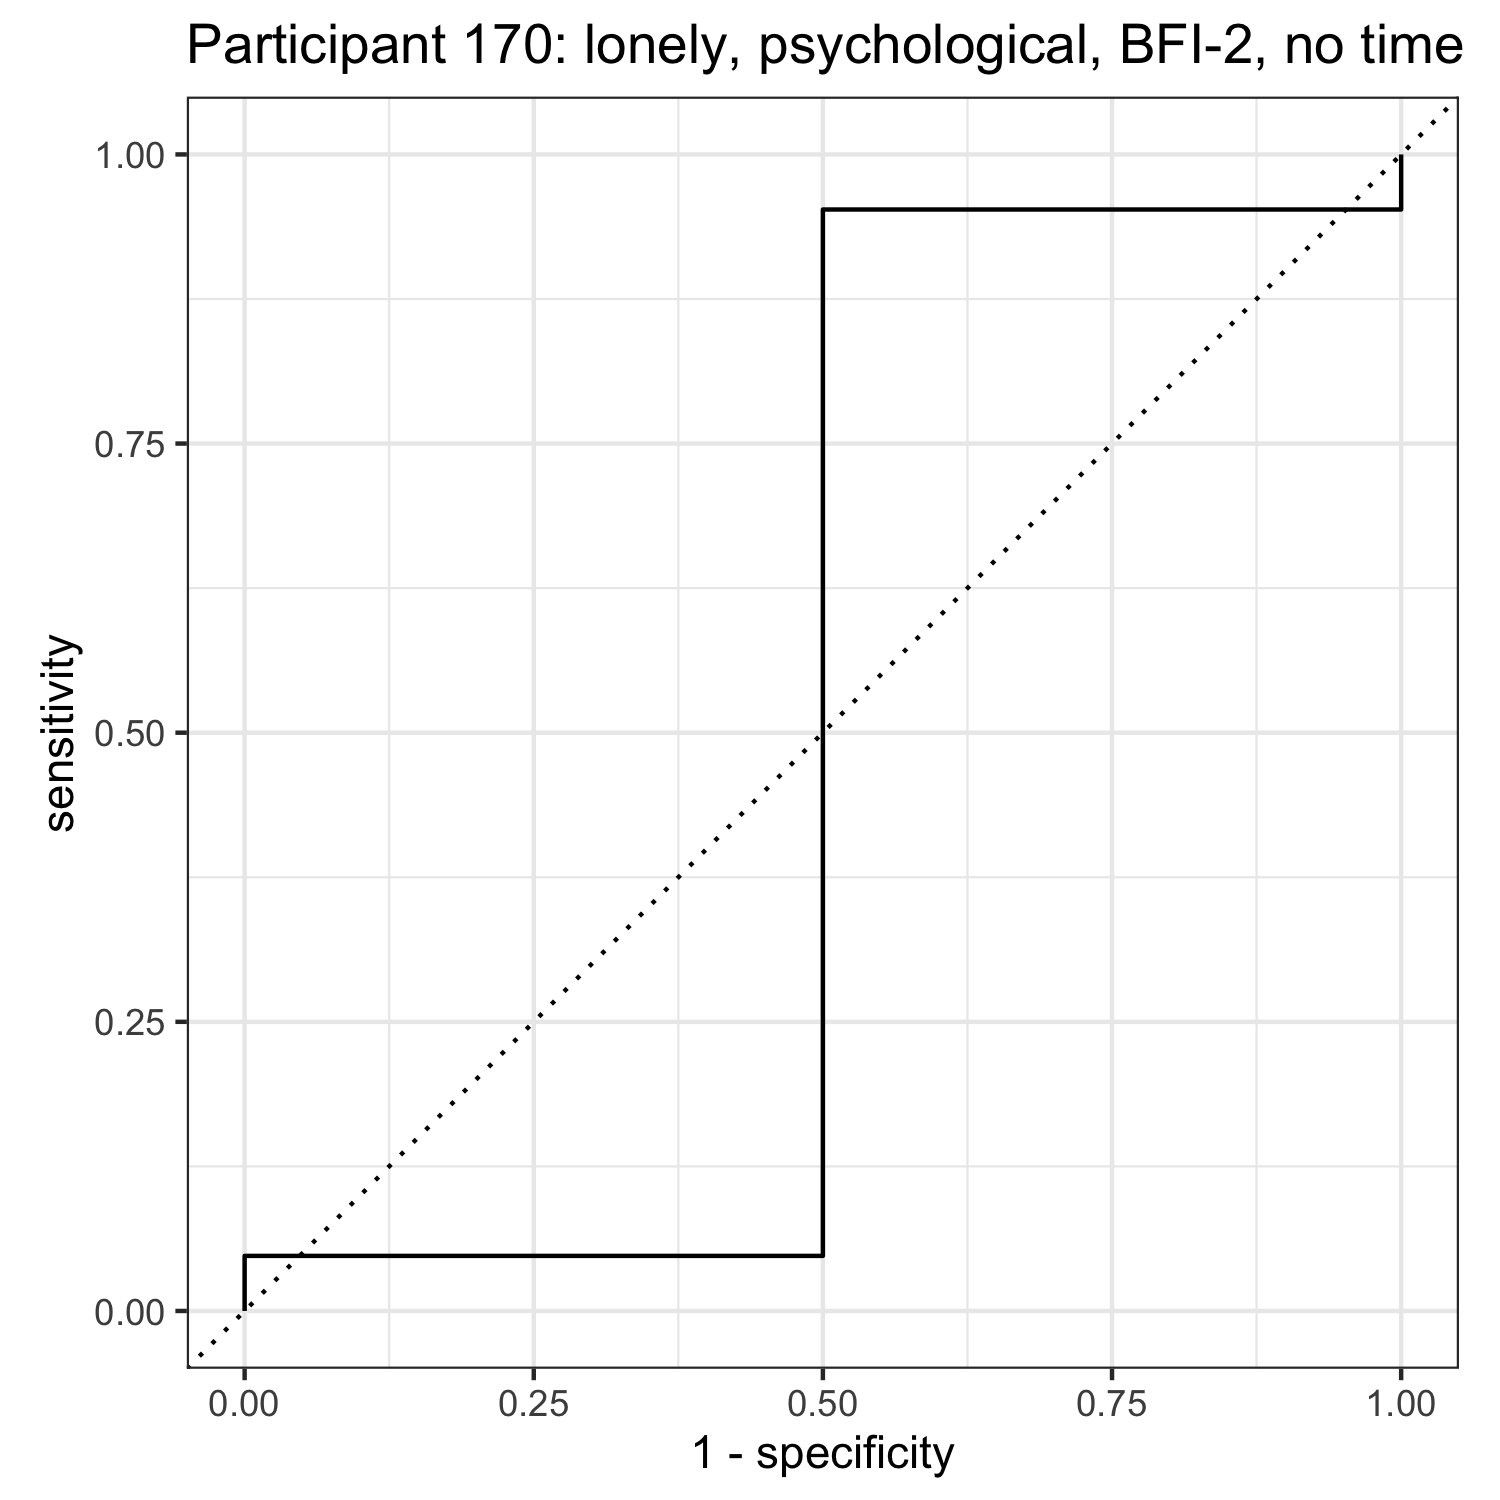 Participant 170: lonely, psychological, BFI-2, no time
1.00
0.75
0.50
0.25
0.00
sensitivity
0.00 0.25 0.50 0.75 1.00
1 - specificity